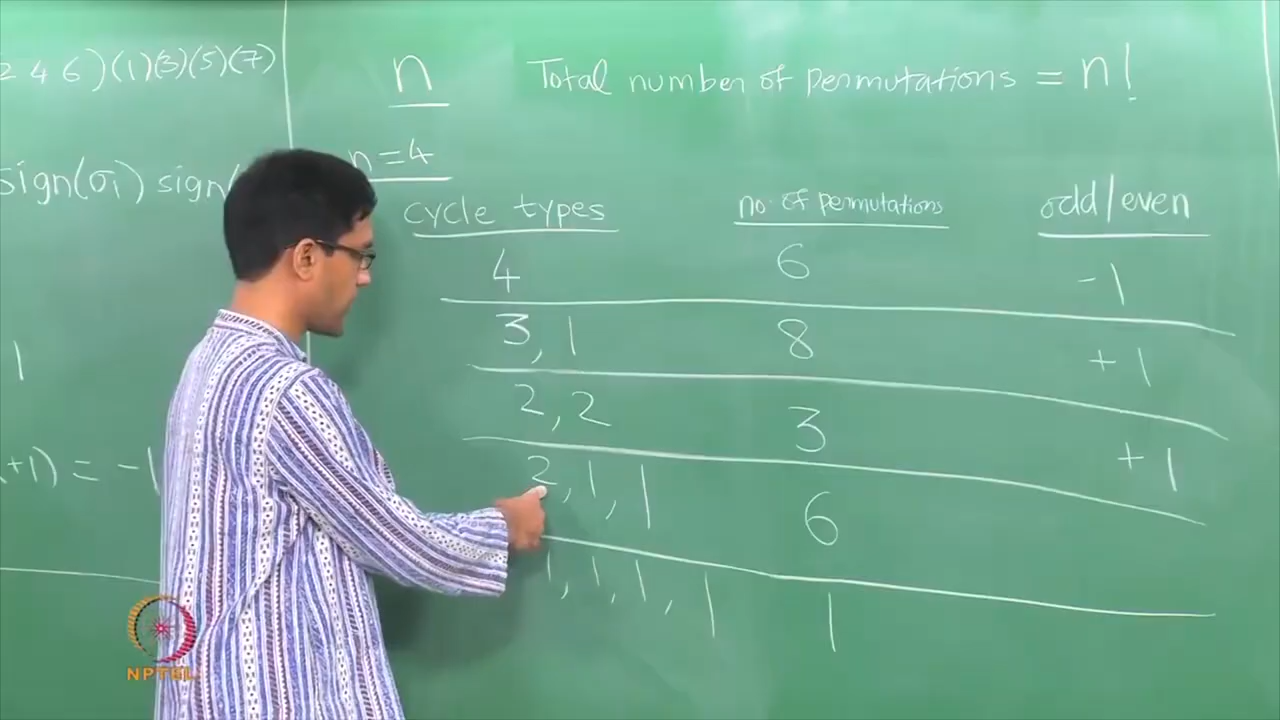 2 4 6)(1)(3)(5)(7)
sign(σ₁) sign(
1
+1) = -1
n Total number of permutations = n!
n=4
cycle types no. of permutations odd/even
4 6 -1
3, 1 8 +1
2, 2 3 +1
2, 1, 1 6
1, 1, 1, 1 1
NPTEL